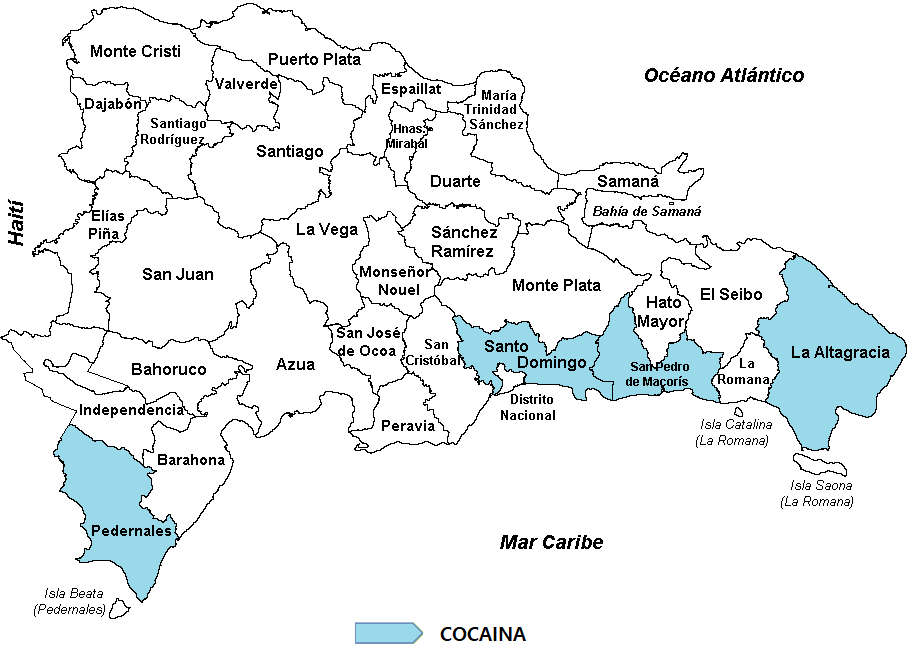 Monte Cristi
Puerto Plata
Océano Atlántico
Valverde
Espaillat
Dajabón
María
Trinidad
Sánchez
Santiago
Rodríguez
Hnas.
Mirabal
Santiago
Duarte
Samaná
Bahía de Samaná
Haití
Elías
Piña
La Vega
Sánchez
Ramírez
San Juan
Monseñor
Nouel
Monte Plata
El Seibo
Hato
Mayor
San José
de Ocoa
San
Cristóbal
Santo
Domingo
La Altagracia
Azua
Bahoruco
San Pedro
de Macorís
La
Romana
Independencia
Distrito
Nacional
Peravia
Isla Catalina
(La Romana)
Barahona
Isla Saona
(La Romana)
Pedernales
Mar Caribe
Isla Beata
(Pedernales)
COCAINA